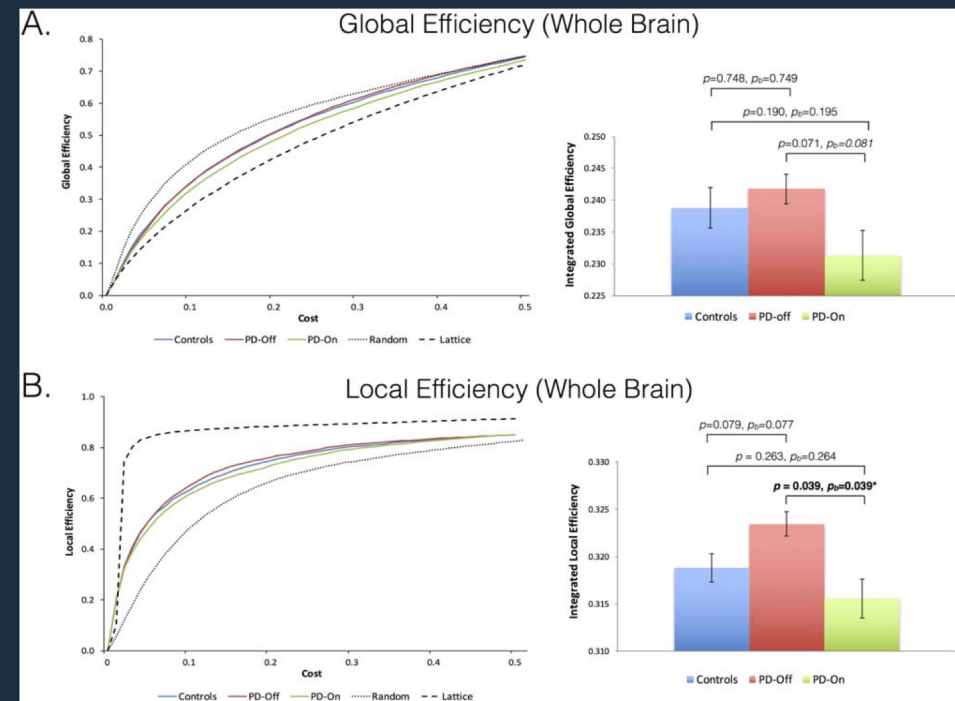 A.
Global Efficiency (Whole Brain)
0.8
0.7
0.6
0.5
0.4
0.3
0.2
0.1
0.0
Global Efficiency
0.0 0.1 0.2 0.3 0.4 0.5
Cost
Controls PD-Off PD-On Random Lattice
p=0.748, pb=0.749
p=0.190, pb=0.195
p=0.071, pb=0.081
0.250
0.245
0.240
0.235
0.230
0.225
Integrated Global Efficiency
Controls PD-off PD-On
B.
Local Efficiency (Whole Brain)
1.0
0.8
0.6
0.4
0.2
0.0
Local Efficiency
0 0.1 0.2 0.3 0.4 0.5
Cost
Controls PD-Off PD-On Random Lattice
p=0.079, pb=0.077
p = 0.263, pb=0.264
p = 0.039, pb=0.039*
0.330
0.325
0.320
0.315
0.310
Integrated Local Efficiency
Controls PD-Off PD-On